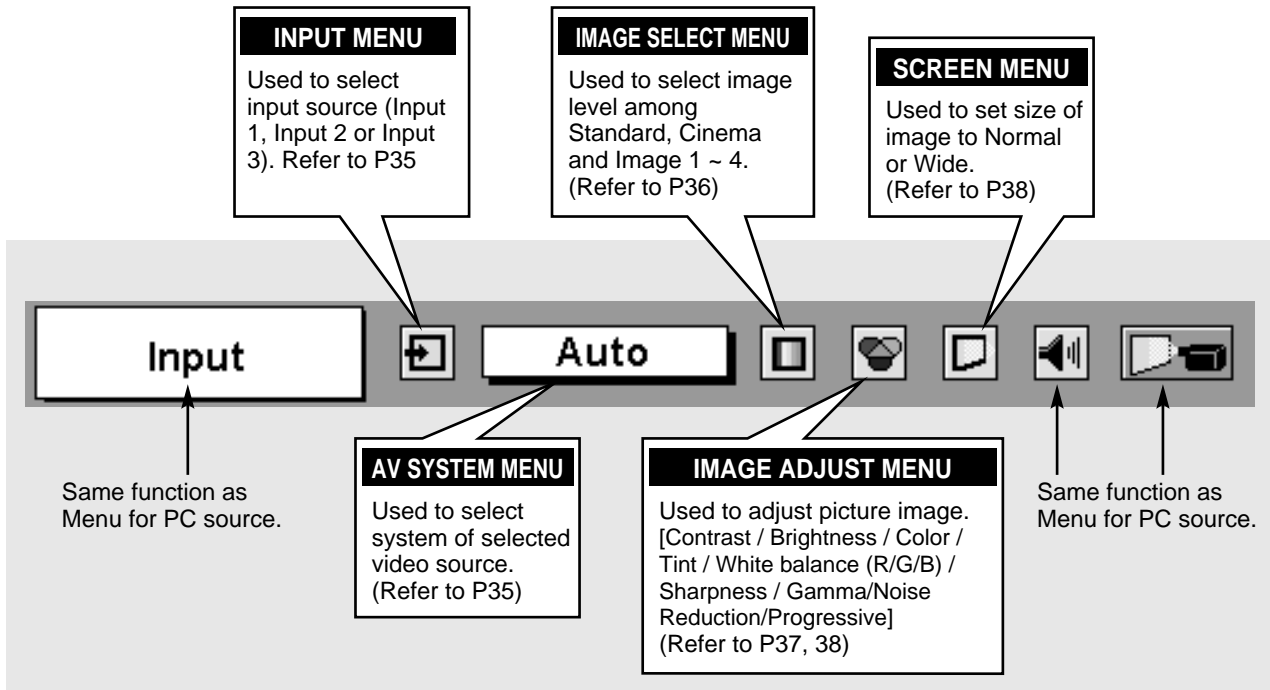 INPUT MENU
Used to select
input source (Input
1, Input 2 or Input
3). Refer to P35
IMAGE SELECT MENU
Used to select image
level among
Standard, Cinema
and Image 1 ~ 4.
(Refer to P36)
SCREEN MENU
Used to set size of
image to Normal
or Wide.
(Refer to P38)
Input
Auto
Same function as
Menu for PC source.
AV SYSTEM MENU
Used to select
system of selected
video source.
(Refer to P35)
IMAGE ADJUST MENU
Used to adjust picture image.
[Contrast / Brightness / Color /
Tint / White balance (R/G/B) /
Sharpness / Gamma/Noise
Reduction/Progressive]
(Refer to P37, 38)
Same function as
Menu for PC source.